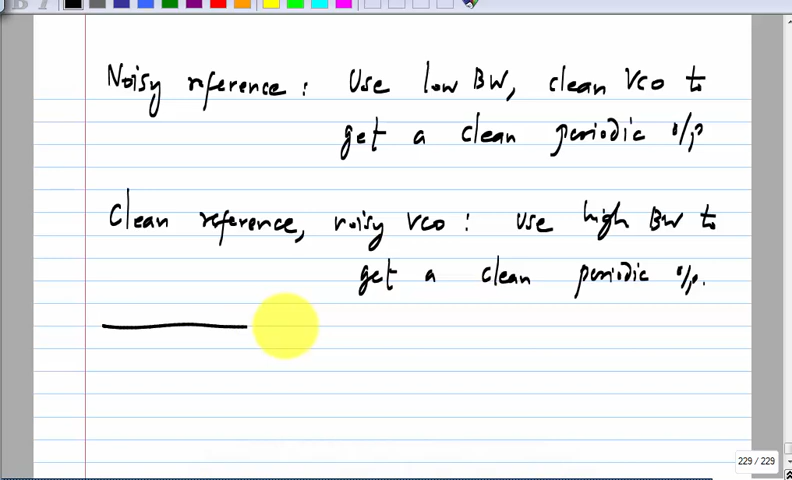 Noisy reference: Use low BW, clean VCO to
get a clean periodic o/p
Clean reference, noisy VCO: use high BW to
get a clean periodic o/p.
229 / 229